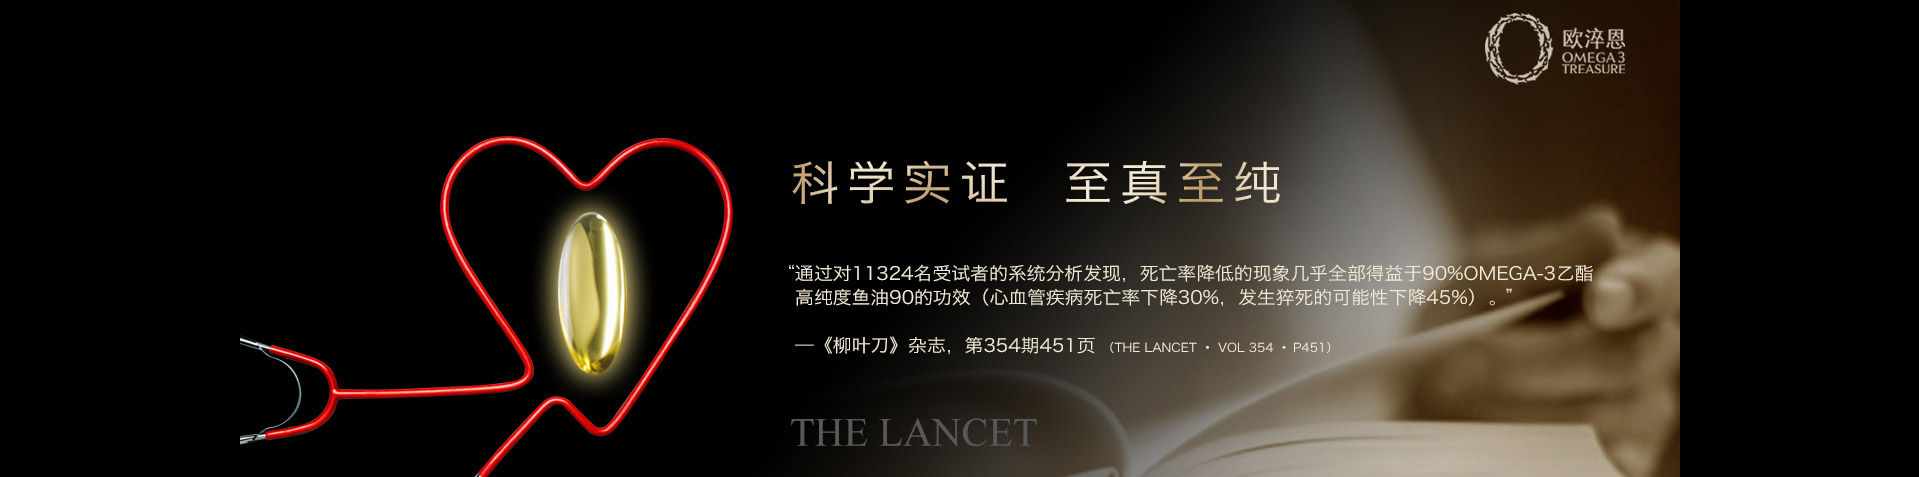 欧淬恩
OMEGA 3
TREASURE
科学实证 至真至纯
“通过对11324名受试者的系统分析发现，死亡率降低的现象几乎全部得益于90%OMEGA-3乙酯
高纯度鱼油90的功效（心血管疾病死亡率下降30%，发生猝死的可能性下降45%）。”
—《柳叶刀》杂志，第354期451页 （THE LANCET · VOL 354 · P451）
THE LANCET